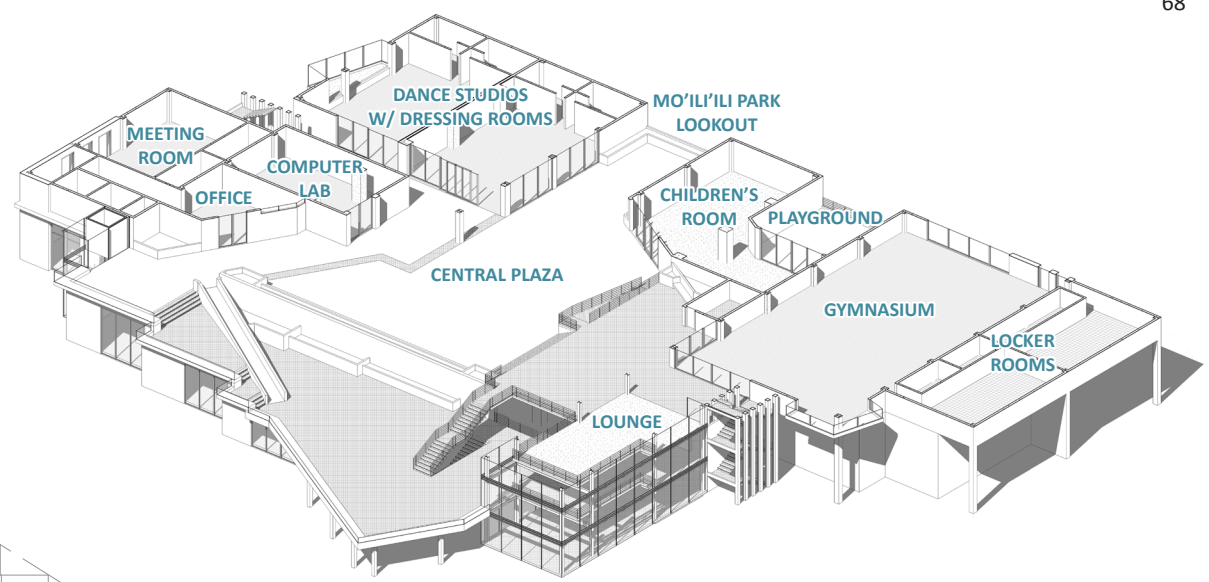 68
DANCE STUDIOS
W/ DRESSING ROOMS
MO'ILI'ILI PARK
LOOKOUT
MEETING
ROOM
COMPUTER
LAB
OFFICE
CHILDREN'S
ROOM
PLAYGROUND
CENTRAL PLAZA
GYMNASIUM
LOCKER
ROOMS
LOUNGE